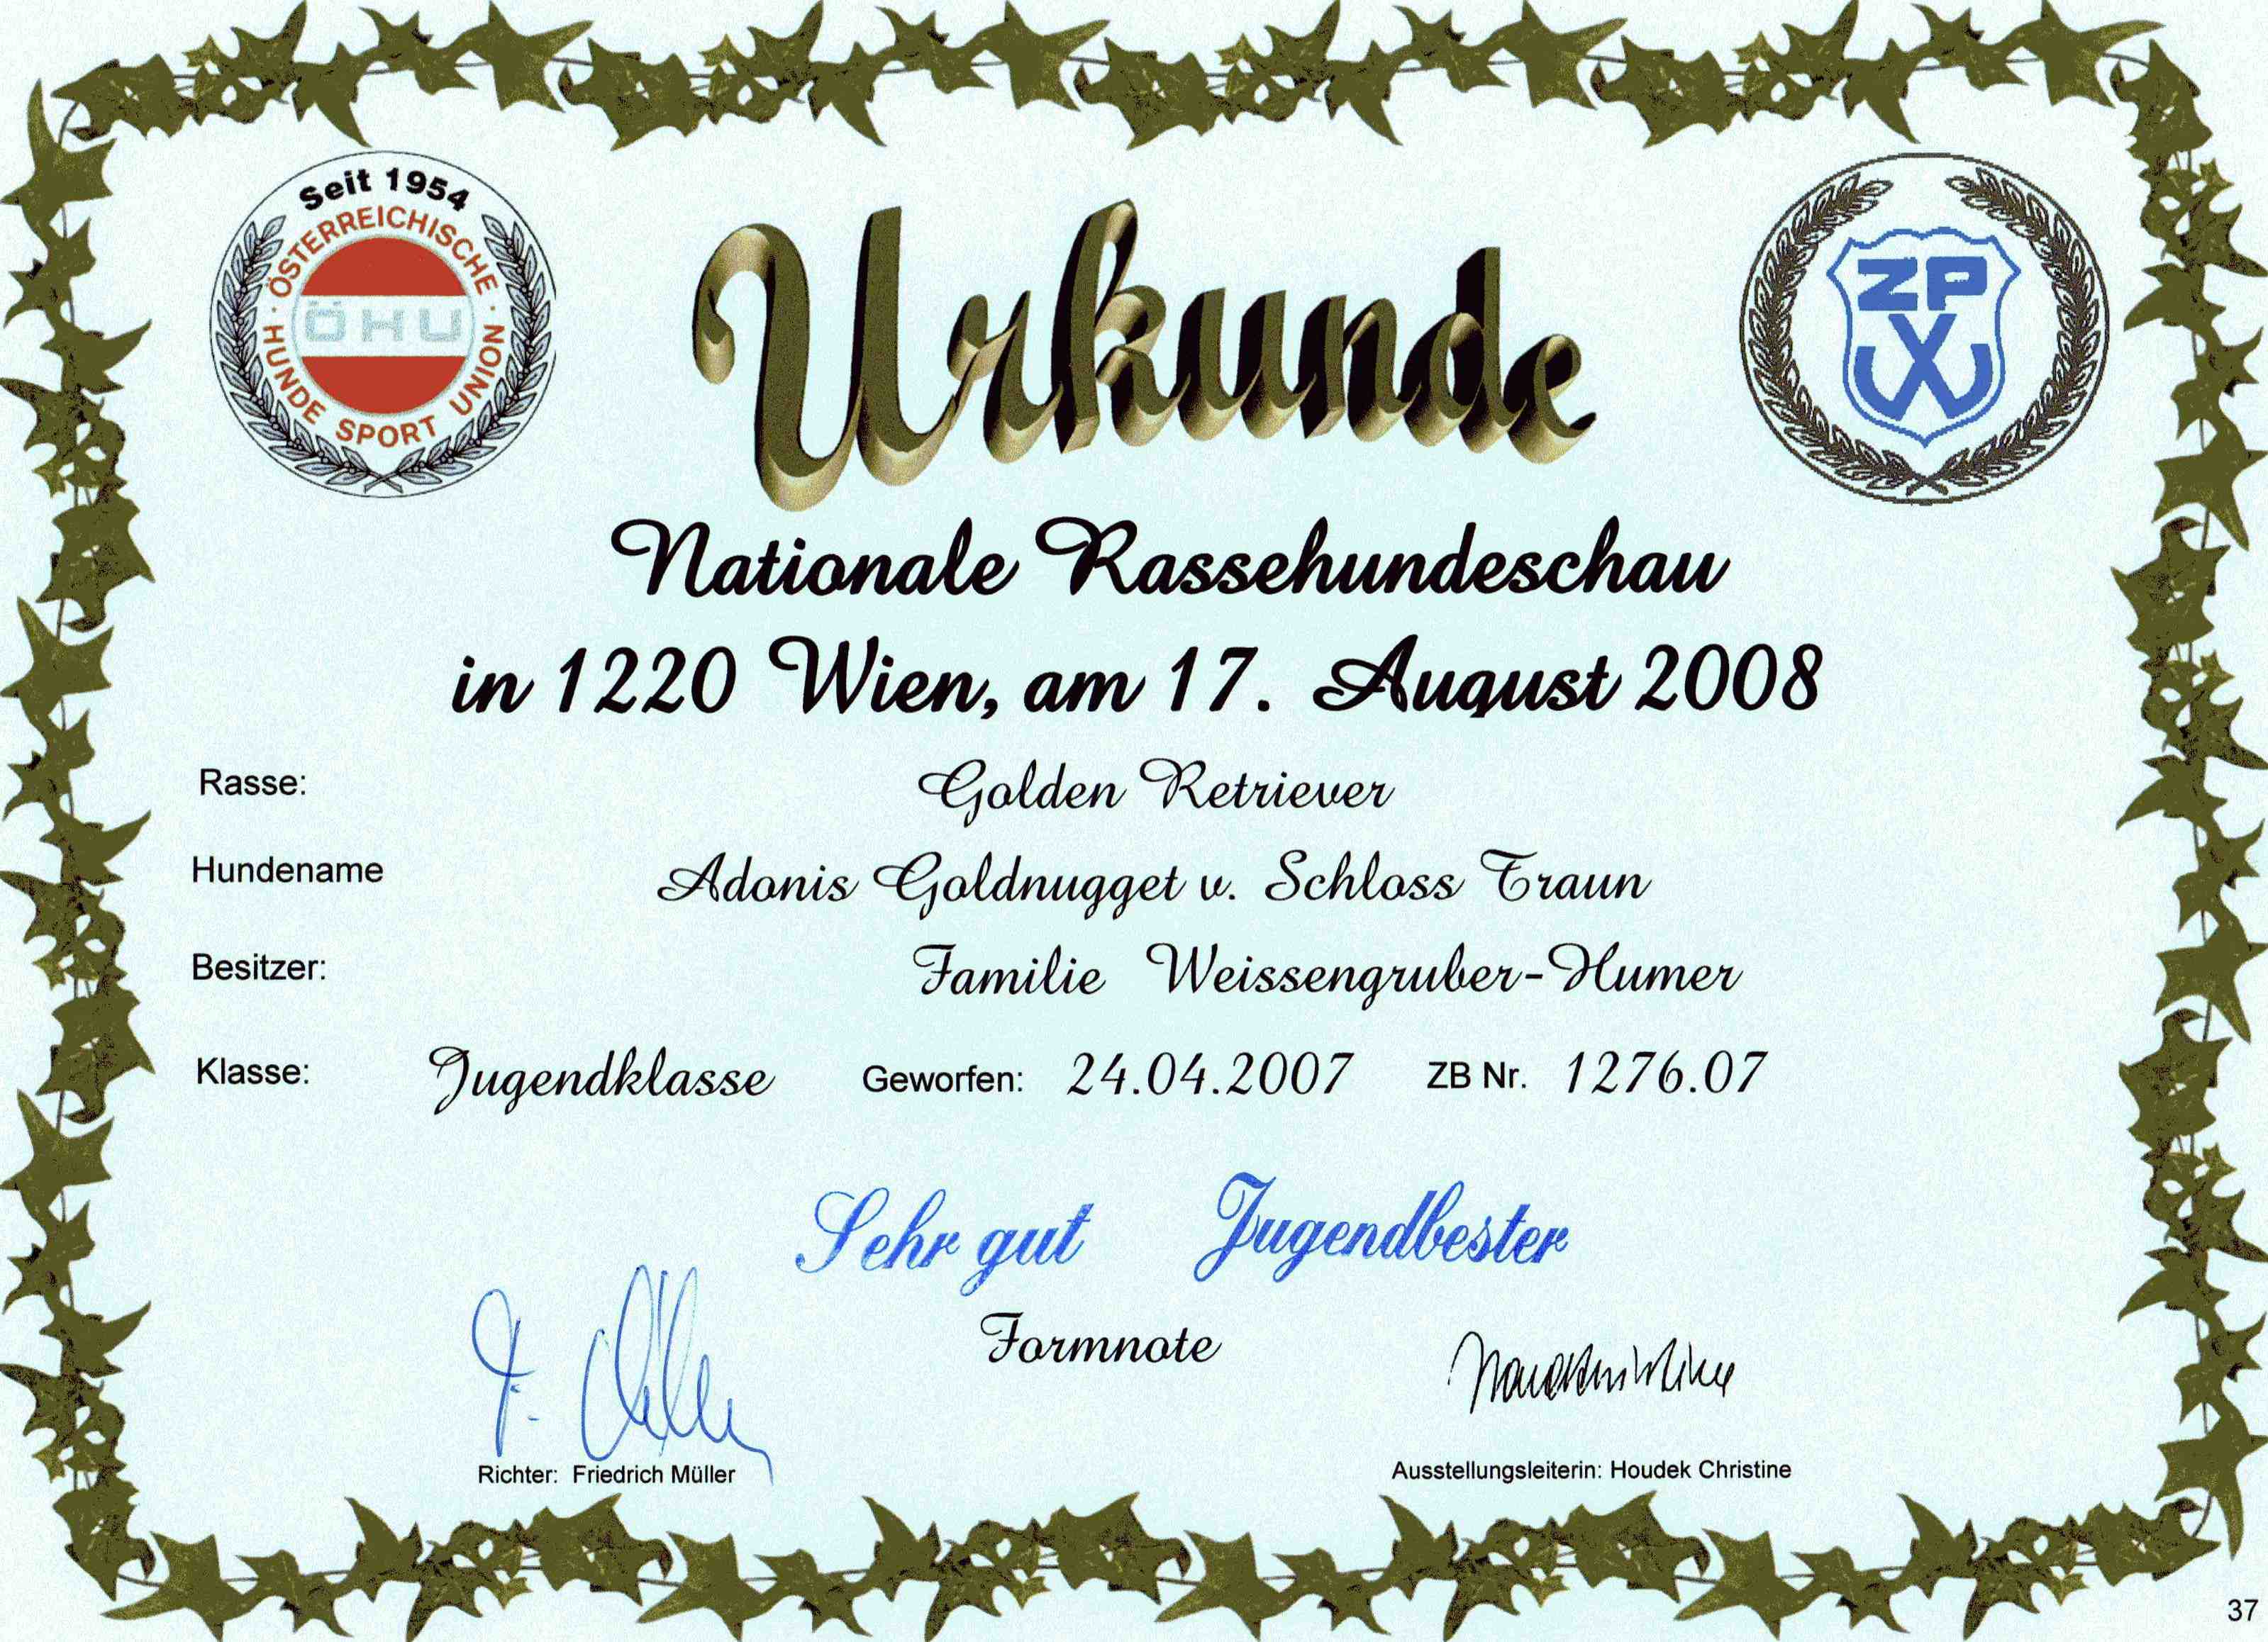 Seit 1954
ÖSTERREICHISCHE
ÖHU
HUNDE SPORT UNION
ZPW
Urkunde
Nationale Rassehundeschau
in 1220 Wien, am 17. August 2008
Rasse: Golden Retriever
Hundename Adonis Goldnugget v. Schloss Traun
Besitzer: Familie Weissengruber-Humer
Klasse: Jugendklasse Geworfen: 24.04.2007 ZB Nr. 1276.07
Sehr gut Jugendbester
Formnote
Richter: Friedrich Müller
Ausstellungsleiterin: Houdek Christine
37